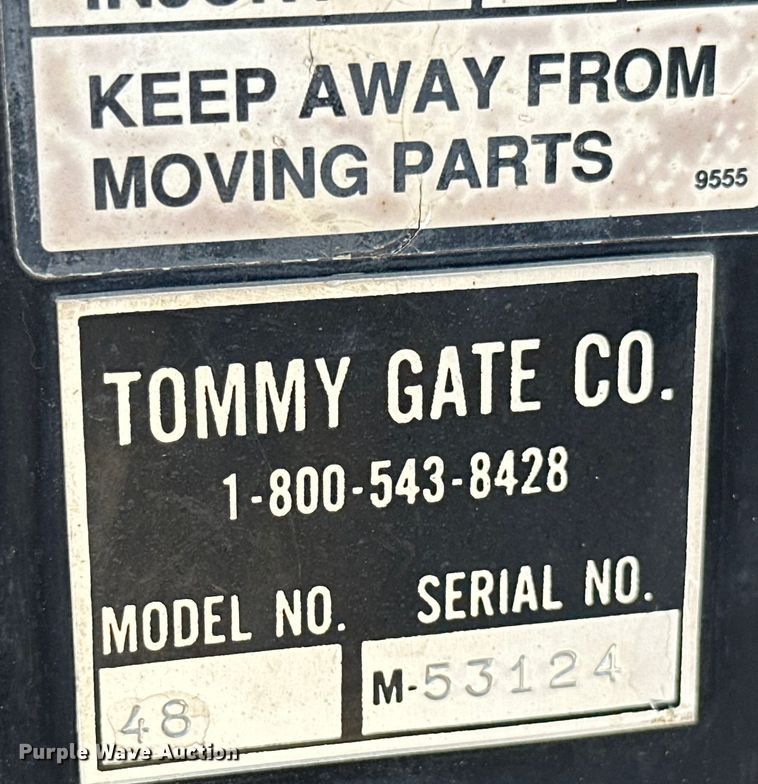 KEEP AWAY FROM
MOVING PARTS
9555
TOMMY GATE CO.
1-800-543-8428
MODEL NO. SERIAL NO.
48 M-53124
Purple Wave Auction